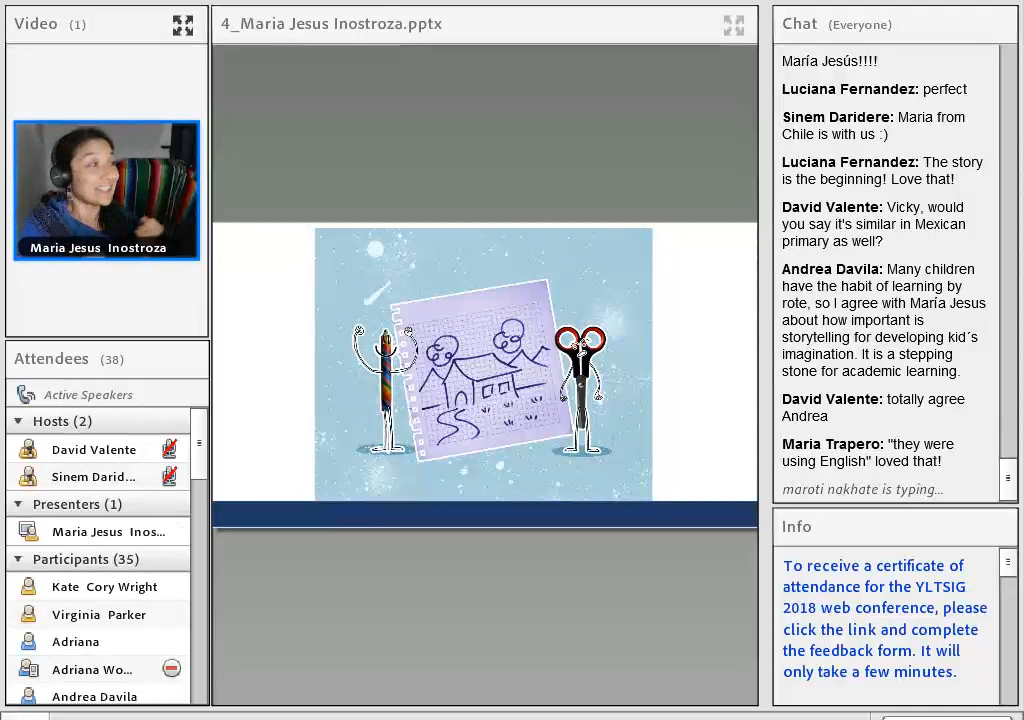 Video (1)
Maria Jesus Inostroza
Attendees (38)
Active Speakers
Hosts (2)
David Valente
Sinem Darid...
Presenters (1)
Maria Jesus Inos...
Participants (35)
Kate Cory Wright
Virginia Parker
Adriana
Adriana Wo...
Andrea Davila
4_Maria Jesus Inostroza.pptx
Chat (Everyone)
María Jesús!!!!
Luciana Fernandez: perfect
Sinem Daridere: Maria from
Chile is with us :)
Luciana Fernandez: The story
is the beginning! Love that!
David Valente: Vicky, would
you say it's similar in Mexican
primary as well?
Andrea Davila: Many children
have the habit of learning by
rote, so I agree with María Jesus
about how important is
storytelling for developing kid´s
imagination. It is a stepping
stone for academic learning.
David Valente: totally agree
Andrea
Maria Trapero: "they were
using English" loved that!
maroti nakhate is typing...
Info
To receive a certificate of
attendance for the YLTSIG
2018 web conference, please
click the link and complete
the feedback form. It will
only take a few minutes.